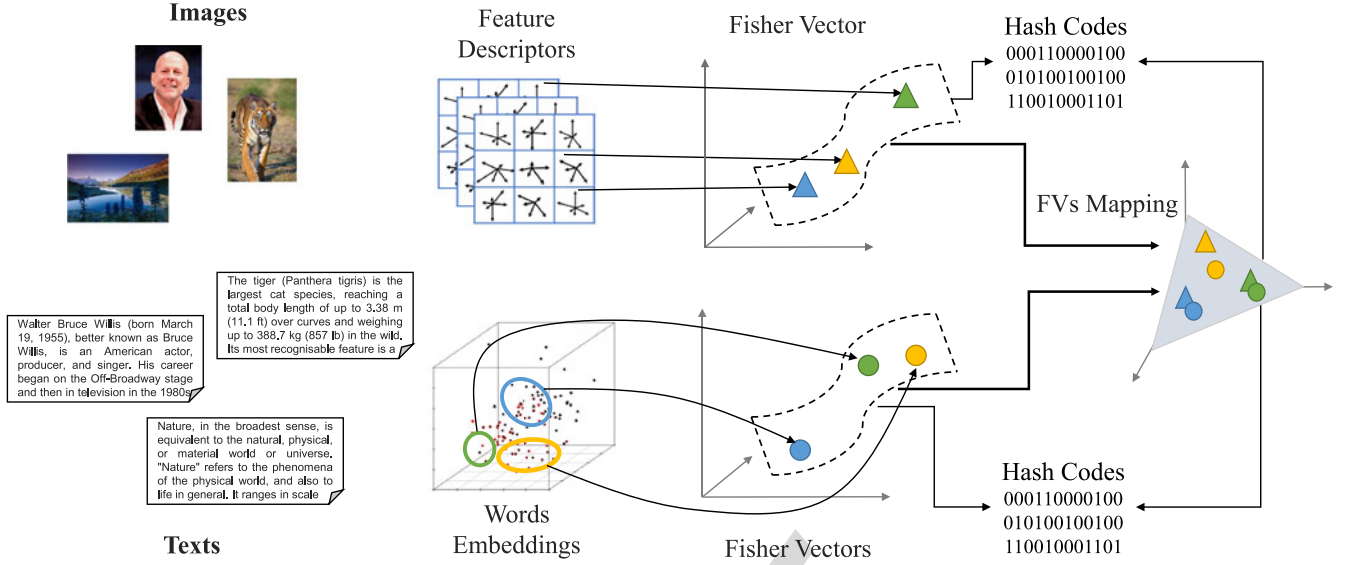 Images
Feature
Descriptors
Fisher Vector
Hash Codes
000110000100
010100100100
110010001101
FVs Mapping
The tiger (Panthera tigris) is the
largest cat species, reaching a
total body length of up to 3.38 m
(11.1 ft) over curves and weighing
up to 388.7 kg (857 lb) in the wild.
Its most recognisable feature is a
Walter Bruce Willis (born March
19, 1955), better known as Bruce
Willis, is an American actor,
producer, and singer. His career
began on the Off-Broadway stage
and then in television in the 1980s
Nature, in the broadest sense, is
equivalent to the natural, physical,
or material world or universe.
"Nature" refers to the phenomena
of the physical world, and also to
life in general. It ranges in scale
Texts
Words
Embeddings
Fisher Vectors
Hash Codes
000110000100
010100100100
110010001101